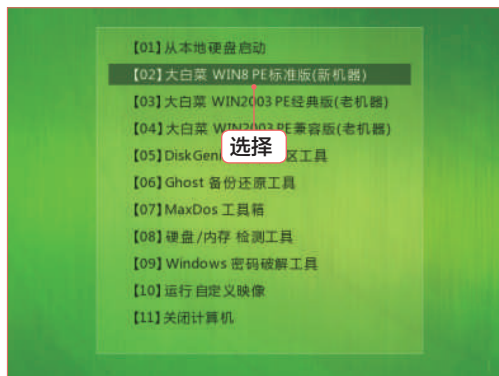 【01】从本地硬盘启动
【02】大白菜 WIN8 PE标准版(新机器)
【03】大白菜 WIN2003 PE经典版(老机器)
【04】大白菜 WIN2003 PE兼容版(老机器)
选择
【05】DiskGen 区工具
【06】Ghost 备份还原工具
【07】MaxDos 工具箱
【08】硬盘/内存 检测工具
【09】Windows 密码破解工具
【10】运行自定义映像
【11】关闭计算机